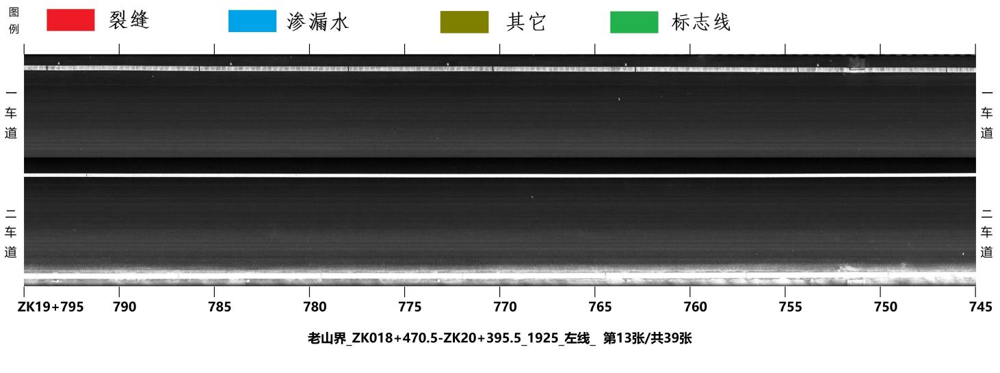 图例 裂缝 渗漏水 其它 标志线
一车道 一车道
二车道 二车道
ZK19+795 790 785 780 775 770 765 760 755 750 745
老山界_ZK018+470.5-ZK20+395.5_1925_左线_ 第13张/共39张